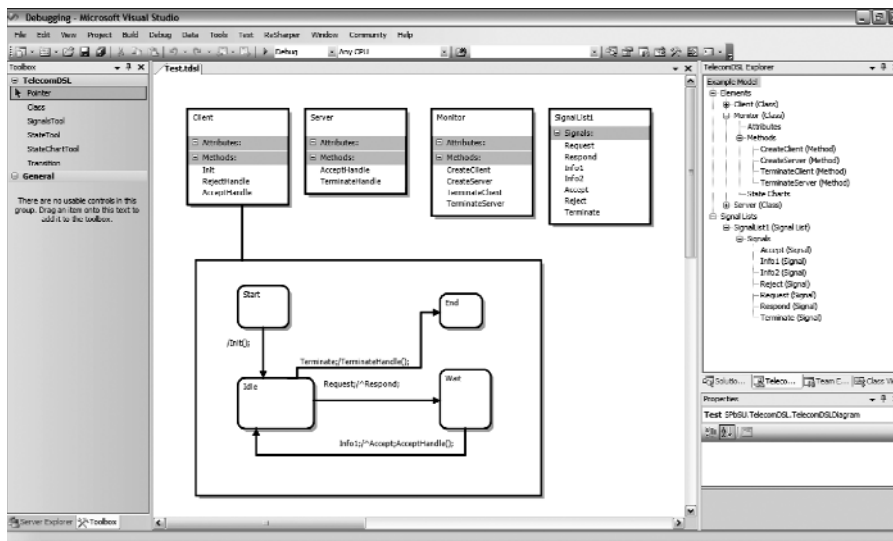 Debugging - Microsoft Visual Studio
File Edit View Project Build Debug Data Tools Test ReSharper Window Community Help
Debug Any CPU
Toolbox
TelecomDSL
Pointer
Class
SignalsTool
StateTool
StateChartTool
Transition
General
There are no usable controls in this
group. Drag an item onto this text to
add it to the toolbox.
Server Explorer Toolbox
Test.tdsl
Client
Attributes:
Methods:
Init
RejectHandle
AcceptHandle
Server
Attributes:
Methods:
AcceptHandle
TerminateHandle
Monitor
Attributes:
Methods:
CreateClient
CreateServer
TerminateClient
TerminateServer
SignalList1
Signals:
Request
Respond
Info1
Info2
Accept
Reject
Terminate
Start
End
/Init();
Terminate;/TerminateHandle();
Idle
Request;/^Respond;
Wait
Info1;/^Accept;AcceptHandle();
TelecomDSL Explorer
Example Model
Elements
Client (Class)
Monitor (Class)
Attributes
Methods
CreateClient (Method)
CreateServer (Method)
TerminateClient (Method)
TerminateServer (Method)
State Charts
Server (Class)
Signal Lists
SignalList1 (Signal List)
Signals
Accept (Signal)
Info1 (Signal)
Info2 (Signal)
Reject (Signal)
Request (Signal)
Respond (Signal)
Terminate (Signal)
Solutio... Teleco... Team E... Class Vi
Properties
Test SPbSU.TelecomDSL.TelecomDSLDiagram